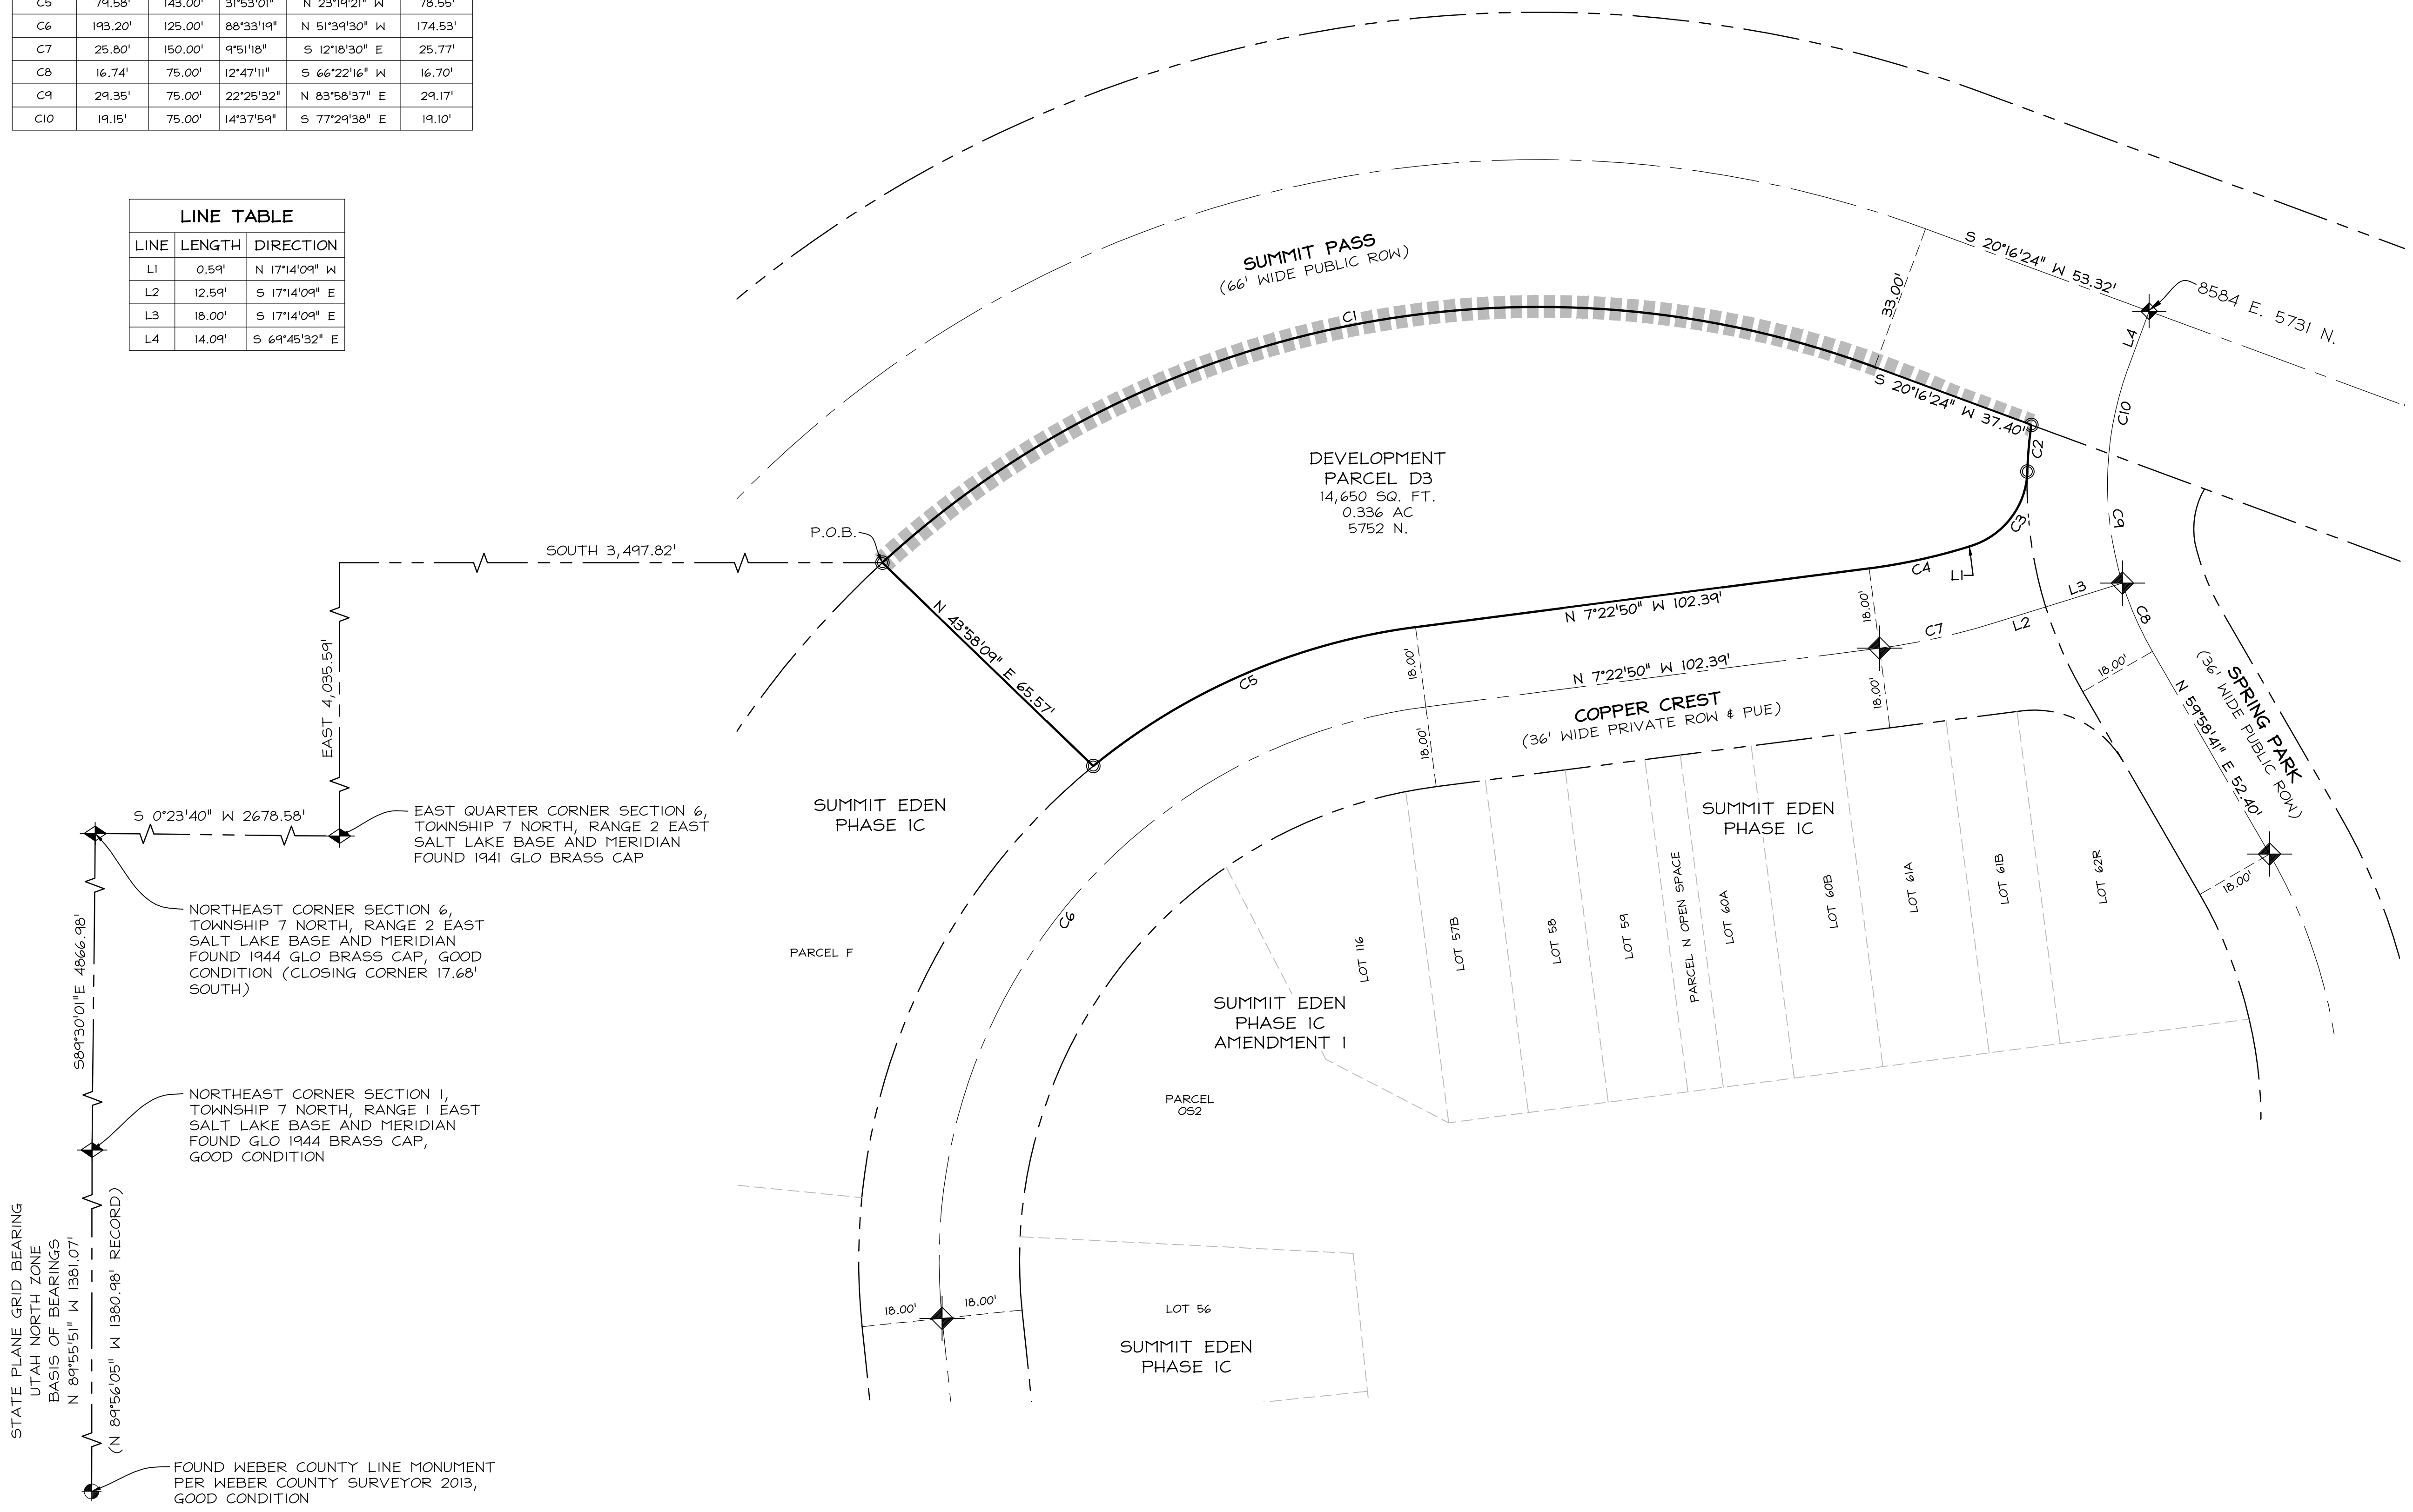 C5 79.58' 143.00' 31°53'01" N 23°19'21" W 78.55'
C6 193.20' 125.00' 88°33'19" N 51°39'30" W 174.53'
C7 25.80' 150.00' 9°51'18" S 12°18'30" E 25.77'
C8 16.74' 75.00' 12°47'11" S 66°22'16" W 16.70'
C9 29.35' 75.00' 22°25'32" N 83°58'37" E 29.17'
C10 19.15' 75.00' 14°37'59" S 77°29'38" E 19.10'
LINE TABLE
LINE LENGTH DIRECTION
L1 0.59' N 17°14'09" W
L2 12.59' S 17°14'09" E
L3 18.00' S 17°14'09" E
L4 14.09' S 69°45'32" E
SUMMIT PASS
(66' WIDE PUBLIC ROW)
C1
33.00'
S 20°16'24" W 53.32'
8584 E. 5731 N.
L4
C10
S 20°16'24" W 37.40'
C2
C3
C9
DEVELOPMENT
PARCEL D3
14,650 SQ. FT.
0.336 AC
5752 N.
P.O.B.
SOUTH 3,497.82'
EAST 4,035.59'
N 43°58'09" E 65.57'
C5
N 7°22'50" W 102.39'
C4
L1
18.00'
18.00'
18.00'
18.00'
N 7°22'50" W 102.39'
C7
L2
L3
C8
COPPER CREST
(36' WIDE PRIVATE ROW & PUE)
18.00'
SPRING PARK
(36' WIDE PUBLIC ROW)
N 59°58'41" E 52.40'
18.00'
S 0°23'40" W 2678.58'
EAST QUARTER CORNER SECTION 6,
TOWNSHIP 7 NORTH, RANGE 2 EAST
SALT LAKE BASE AND MERIDIAN
FOUND 1941 GLO BRASS CAP
SUMMIT EDEN
PHASE 1C
SUMMIT EDEN
PHASE 1C
NORTHEAST CORNER SECTION 6,
TOWNSHIP 7 NORTH, RANGE 2 EAST
SALT LAKE BASE AND MERIDIAN
FOUND 1944 GLO BRASS CAP, GOOD
CONDITION (CLOSING CORNER 17.68'
SOUTH)
S89°30'01"E 4866.98'
PARCEL F
C6
LOT 116
LOT 57B
LOT 58
LOT 59
PARCEL N OPEN SPACE
LOT 60A
LOT 60B
LOT 61A
LOT 61B
LOT 62R
SUMMIT EDEN
PHASE 1C
AMENDMENT 1
PARCEL
OS2
NORTHEAST CORNER SECTION 1,
TOWNSHIP 7 NORTH, RANGE 1 EAST
SALT LAKE BASE AND MERIDIAN
FOUND GLO 1944 BRASS CAP,
GOOD CONDITION
STATE PLANE GRID BEARING
UTAH NORTH ZONE
BASIS OF BEARINGS
N 89°55'51" W 1381.07'
(N 89°56'05" W 1380.98' RECORD)
18.00'
18.00'
LOT 56
SUMMIT EDEN
PHASE 1C
FOUND WEBER COUNTY LINE MONUMENT
PER WEBER COUNTY SURVEYOR 2013,
GOOD CONDITION